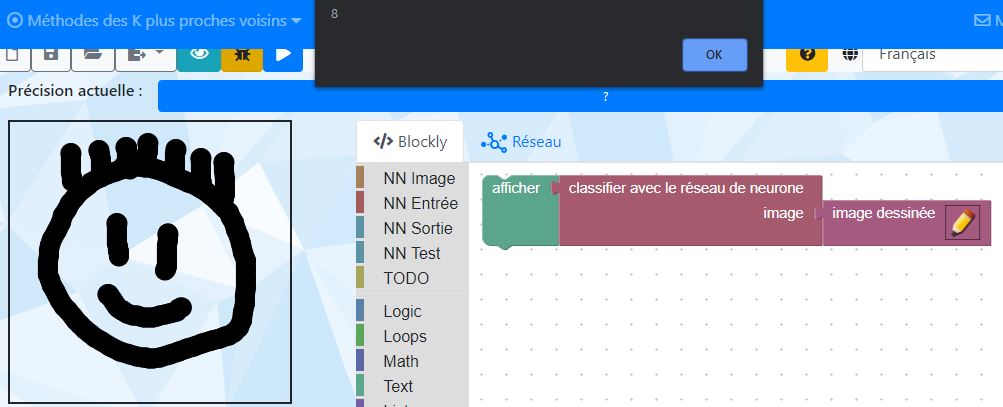 Méthodes des K plus proches voisins
8
OK
M
?
Français
Précision actuelle :
?
</> Blockly
Réseau
NN Image
NN Entrée
NN Sortie
NN Test
TODO
Logic
Loops
Math
Text
afficher
classifier avec le réseau de neurone
image
image dessinée